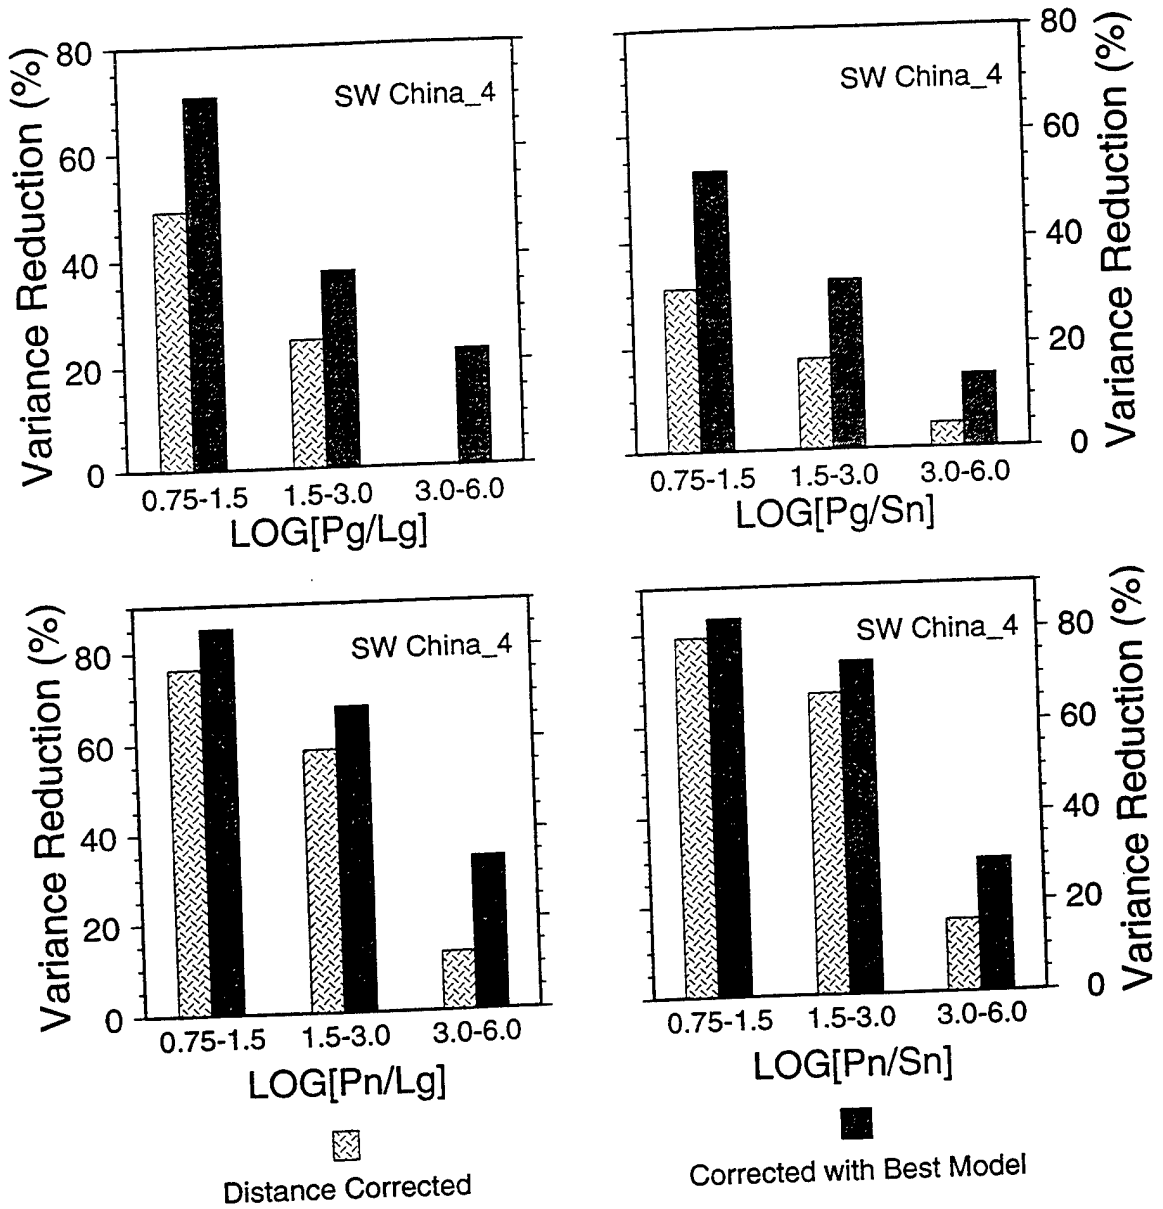 Variance Reduction (%)
80
60
40
20
0
SW China_4
0.75-1.5 1.5-3.0 3.0-6.0
LOG[Pg/Lg]
SW China_4
80
60
40
20
0
Variance Reduction (%)
0.75-1.5 1.5-3.0 3.0-6.0
LOG[Pg/Sn]
Variance Reduction (%)
80
60
40
20
0
SW China_4
0.75-1.5 1.5-3.0 3.0-6.0
LOG[Pn/Lg]
SW China_4
80
60
40
20
0
Variance Reduction (%)
0.75-1.5 1.5-3.0 3.0-6.0
LOG[Pn/Sn]
Distance Corrected
Corrected with Best Model